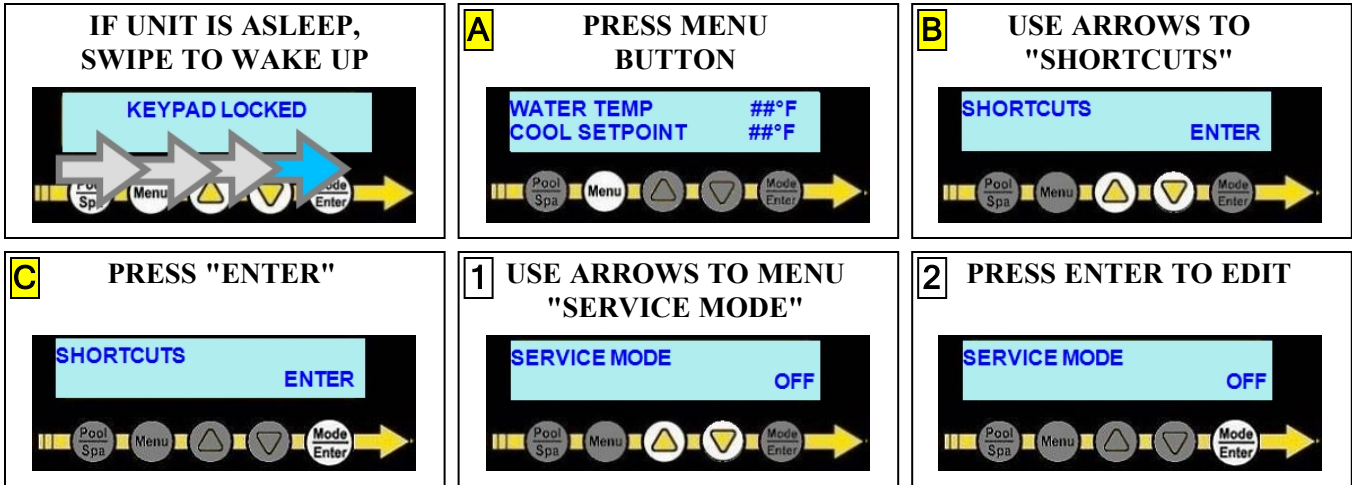 IF UNIT IS ASLEEP,
SWIPE TO WAKE UP
KEYPAD LOCKED
Pool
Spa
Menu
Mode
Enter
A
PRESS MENU
BUTTON
WATER TEMP ##°F
COOL SETPOINT ##°F
Pool
Spa
Menu
Mode
Enter
B
USE ARROWS TO
"SHORTCUTS"
SHORTCUTS
ENTER
Pool
Spa
Menu
Mode
Enter
C
PRESS "ENTER"
SHORTCUTS
ENTER
Pool
Spa
Menu
Mode
Enter
1
USE ARROWS TO MENU
"SERVICE MODE"
SERVICE MODE
OFF
Pool
Spa
Menu
Mode
Enter
2
PRESS ENTER TO EDIT
SERVICE MODE
OFF
Pool
Spa
Menu
Mode
Enter